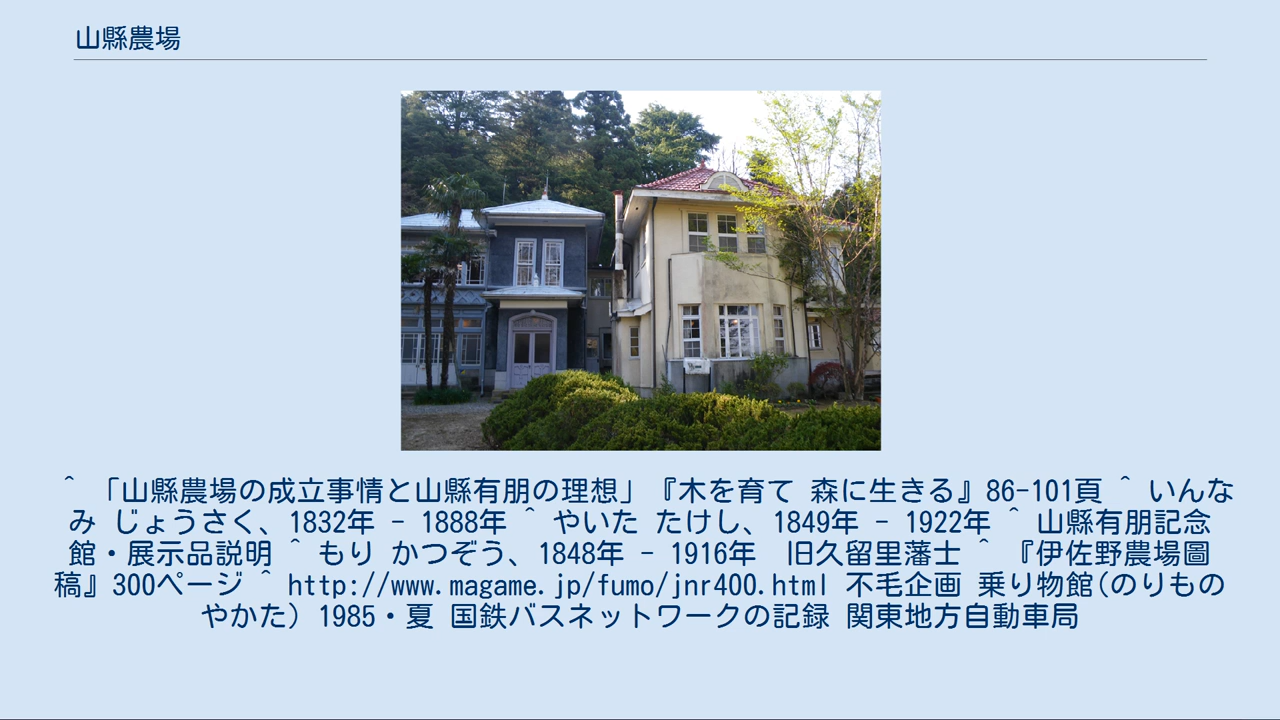 山縣農場
^ 「山縣農場の成立事情と山縣有朋の理想」『木を育て 森に生きる』86-101頁 ^ いんな
み じょうさく、1832年 - 1888年 ^ やいた たけし、1849年 - 1922年 ^ 山縣有朋記念
館・展示品説明 ^ もり かつぞう、1848年 - 1916年　旧久留里藩士 ^ 『伊佐野農場圖
稿』300ページ ^ http://www.magame.jp/fumo/jnr400.html 不毛企画 乗り物館(のりもの
やかた) 1985・夏 国鉄バスネットワークの記録 関東地方自動車局